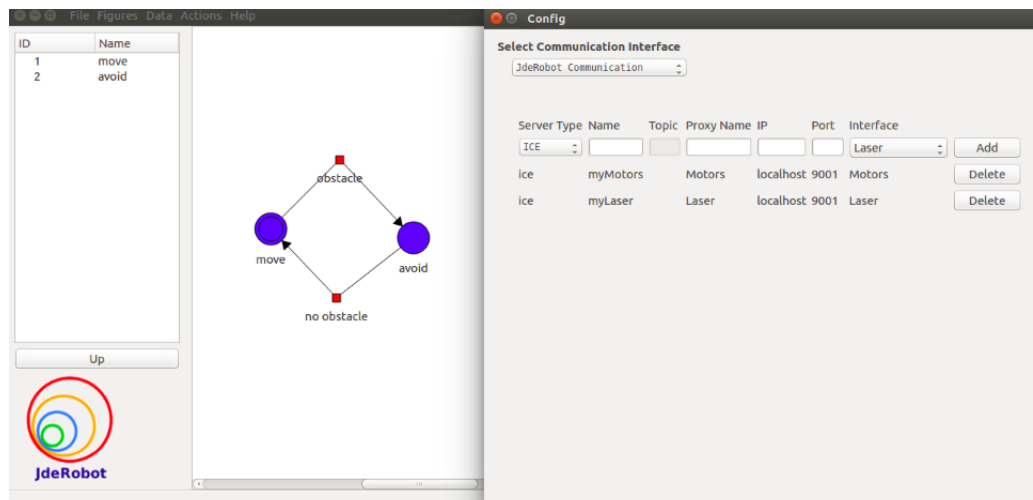 File Figures Data Actions Help
ID Name
1 move
2 avoid
Up
JdeRobot
obstacle
move
avoid
no obstacle
Config
Select Communication Interface
JdeRobot Communication
Server Type Name Topic Proxy Name IP Port Interface
ICE Laser Add
ice myMotors Motors localhost 9001 Motors Delete
ice myLaser Laser localhost 9001 Laser Delete